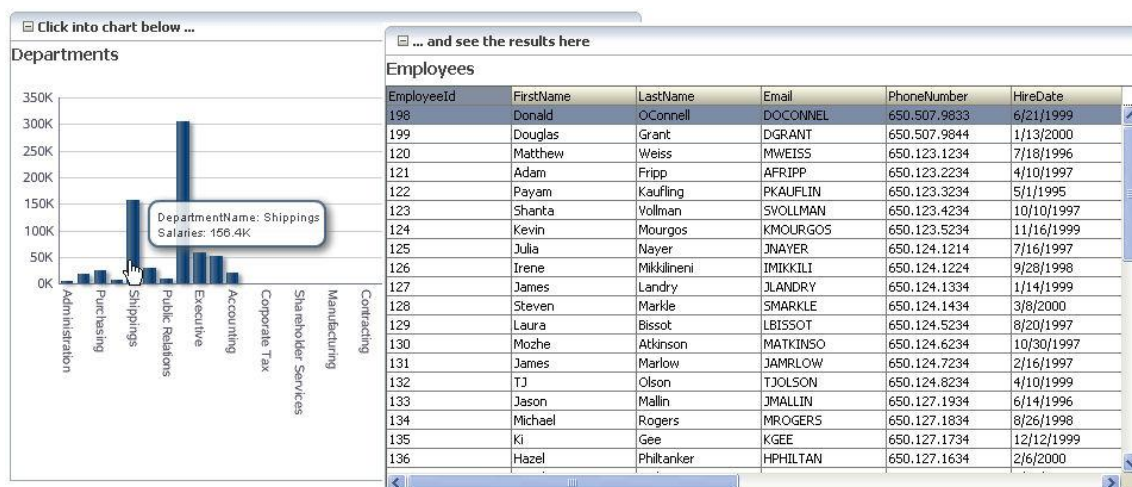 Click into chart below ...
Departments
350K
300K
250K
200K
150K
100K
50K
0K
DepartmentName: Shippings
Salaries: 156.4K
Administration
Purchasing
Shippings
Public Relations
Executive
Accounting
Corporate Tax
Shareholder Services
Manufacturing
Contracting
... and see the results here
Employees
EmployeeId FirstName LastName Email PhoneNumber HireDate
198 Donald OConnell DOCONNEL 650.507.9833 6/21/1999
199 Douglas Grant DGRANT 650.507.9844 1/13/2000
120 Matthew Weiss MWEISS 650.123.1234 7/18/1996
121 Adam Fripp AFRIPP 650.123.2234 4/10/1997
122 Payam Kaufling PKAUFLIN 650.123.3234 5/1/1995
123 Shanta Vollman SVOLLMAN 650.123.4234 10/10/1997
124 Kevin Mourgos KMOURGOS 650.123.5234 11/16/1999
125 Julia Nayer JNAYER 650.124.1214 7/16/1997
126 Irene Mikkilineni IMIKKILI 650.124.1224 9/28/1998
127 James Landry JLANDRY 650.124.1334 1/14/1999
128 Steven Markle SMARKLE 650.124.1434 3/8/2000
129 Laura Bissot LBISSOT 650.124.5234 8/20/1997
130 Mozhe Atkinson MATKINSO 650.124.6234 10/30/1997
131 James Marlow JAMRLOW 650.124.7234 2/16/1997
132 TJ Olson TJOLSON 650.124.8234 4/10/1999
133 Jason Mallin JMALLIN 650.127.1934 6/14/1996
134 Michael Rogers MROGERS 650.127.1834 8/26/1998
135 Ki Gee KGEE 650.127.1734 12/12/1999
136 Hazel Philtanker HPHILTAN 650.127.1634 2/6/2000